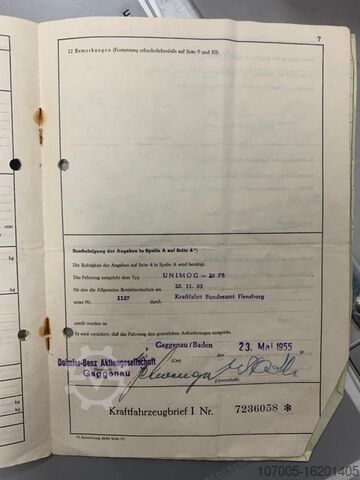 7
12 Bemerkungen (Fortsetzung erforderlichenfalls auf Seite 9 und 10).
Bescheinigung der Angaben in Spalte A auf Seite 4 *)
Die Richtigkeit der Angaben auf Seite 4 in Spalte A wird bestätigt.
Das Fahrzeug entspricht dem Typ UNIMOG — 25 PS
für den die Allgemeine Betriebserlaubnis am 25. 11. 53
unter Nr. 1187 durch Kraftfahrt Bundesamt Flensburg
erteilt worden ist.
Es wird versichert, daß das Fahrzeug den gesetzlichen Anforderungen entspricht.
Gaggenau/Baden 23. Mai 1955
Daimler-Benz Aktiengesellschaft (Ort)
Gaggenau (Unterschrift)
Kraftfahrzeugbrief I Nr. 7236058 ✻
107005-16201405